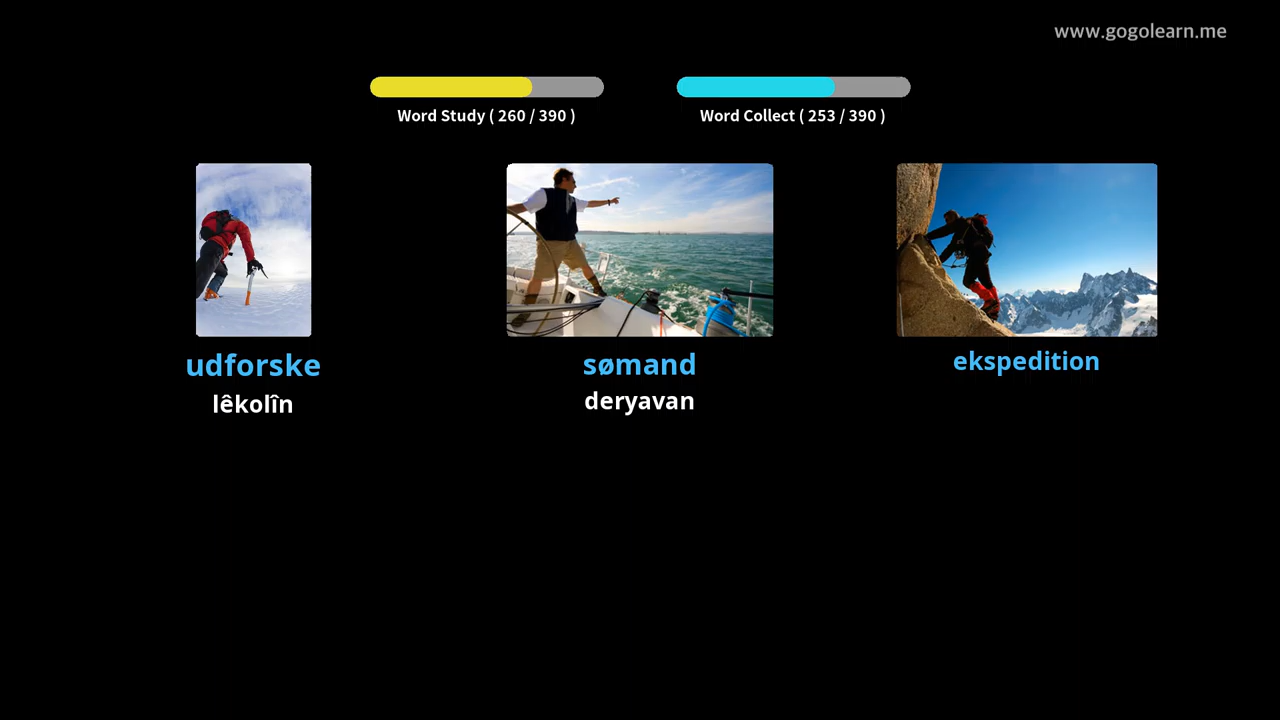 www.gogolearn.me
Word Study ( 260 / 390 )
Word Collect ( 253 / 390 )
udforske
lêkolîn
sømand
deryavan
ekspedition